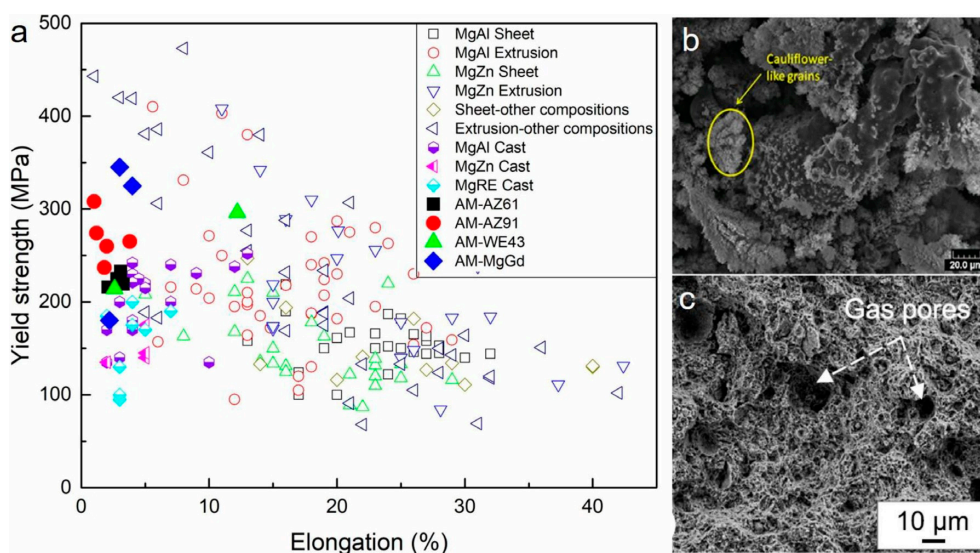 a
500
400
300
200
100
0
0
10
20
30
40
Yield strength (MPa)
Elongation (%)
MgAl Sheet
MgAl Extrusion
MgZn Sheet
MgZn Extrusion
Sheet-other compositions
Extrusion-other compositions
MgAl Cast
MgZn Cast
MgRE Cast
AM-AZ61
AM-AZ91
AM-WE43
AM-MgGd
b
Cauliflower-
like grains
20.0 µm
c
Gas pores
10 µm